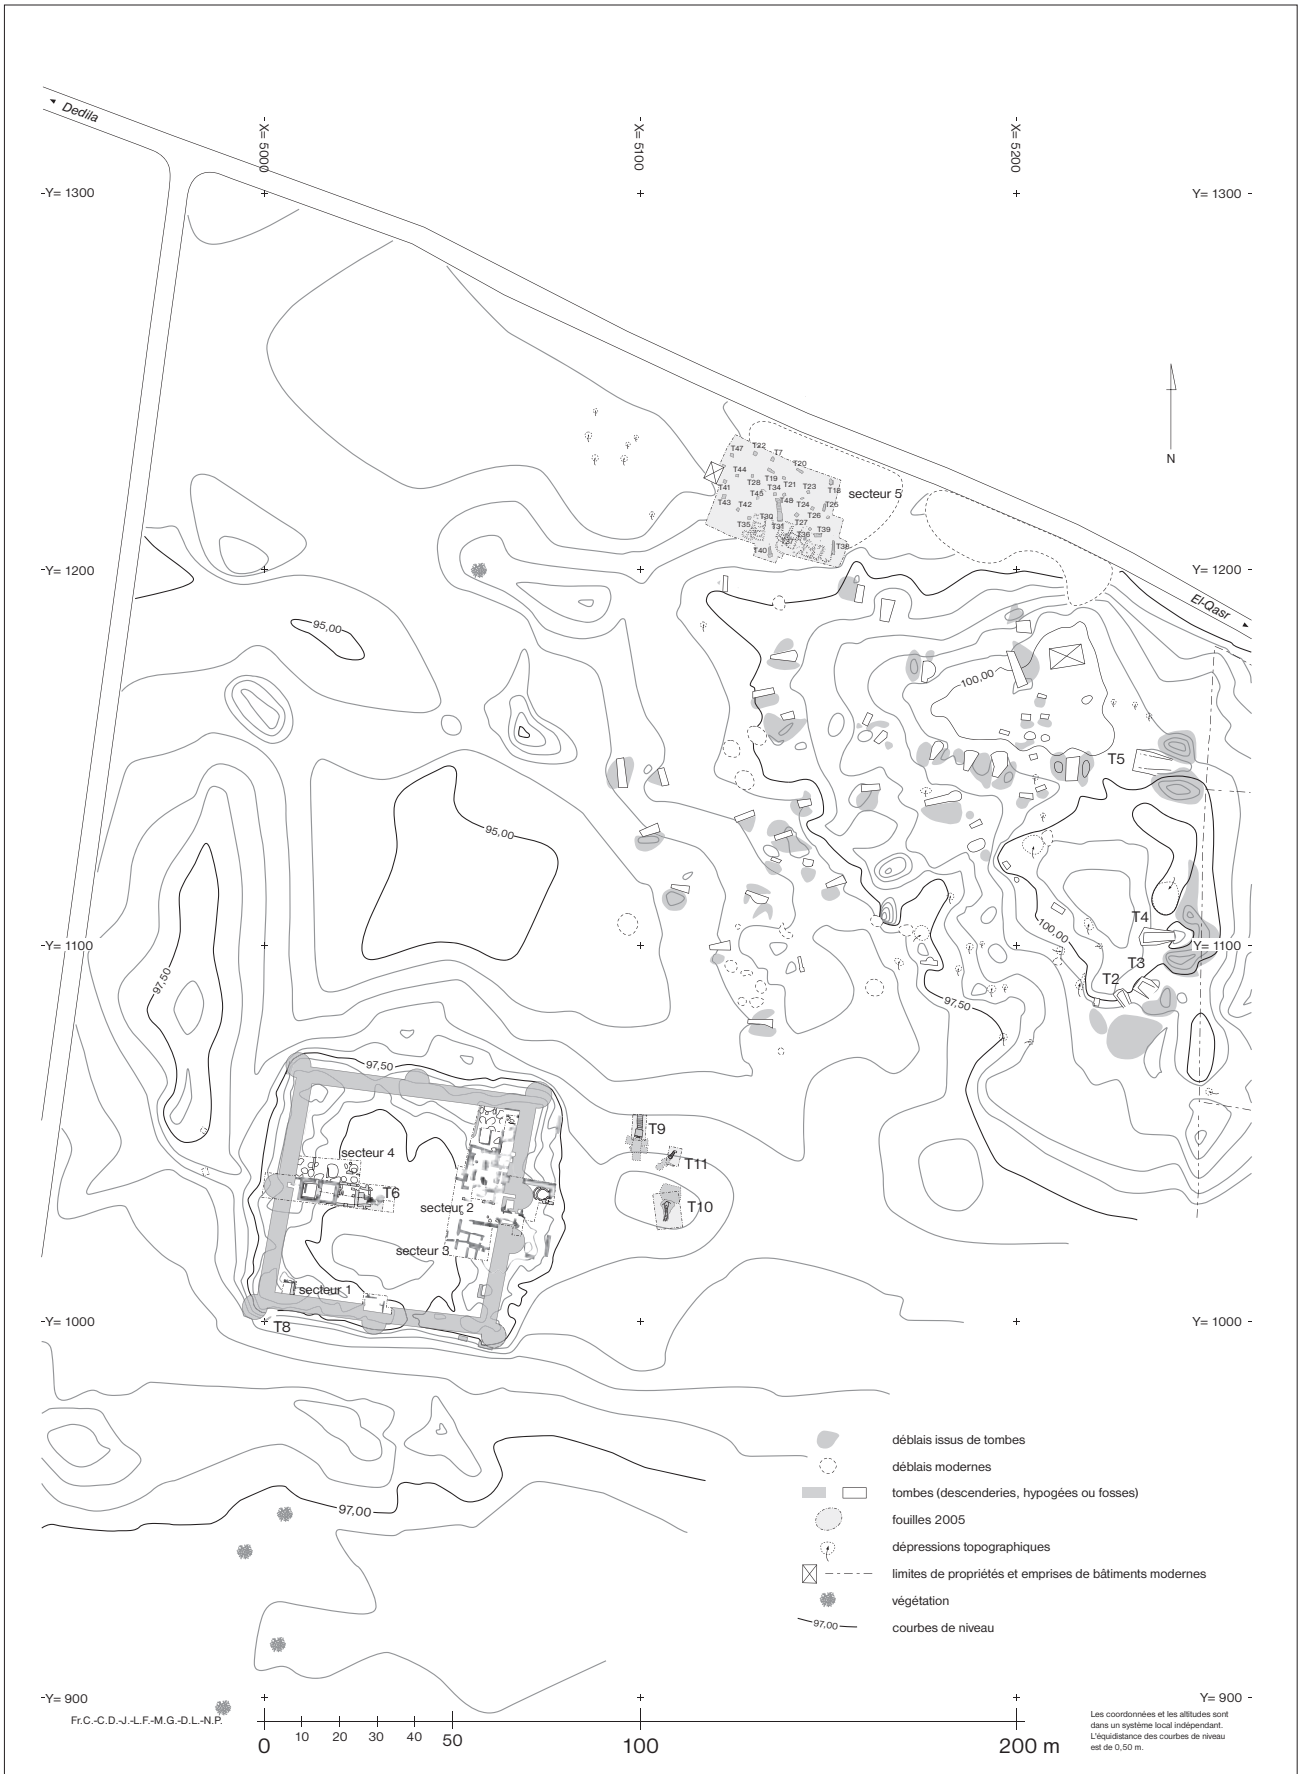 Dedila
X= 5000
X= 5100
X= 5200
Y= 1300
Y= 1300
N
T47
T22
T7
T20
T44
T19
T41
T28
T21
T34
T23
T18
T45
T43
T42
T48
T24
T25
T30
T26
T35
T31
T27
T36
T39
T37
T38
T40
secteur 5
Y= 1200
Y= 1200
El-Qasr
95,00
100,00
T5
95,00
T4
100,00
Y= 1100
Y= 1100
T3
T2
97,50
97,50
97,50
T9
secteur 4
T11
T6
secteur 2
T10
secteur 3
secteur 1
Y= 1000
T8
Y= 1000
déblais issus de tombes
déblais modernes
tombes (descenderies, hypogées ou fosses)
fouilles 2005
dépressions topographiques
limites de propriétés et emprises de bâtiments modernes
végétation
97,00 courbes de niveau
97,00
Y= 900
Y= 900
Fr.C.-C.D.-J.-L.F.-M.G.-D.L.-N.P.
0 10 20 30 40 50 100 200 m
Les coordonnées et les altitudes sont
dans un système local indépendant.
L'équidistance des courbes de niveau
est de 0,50 m.